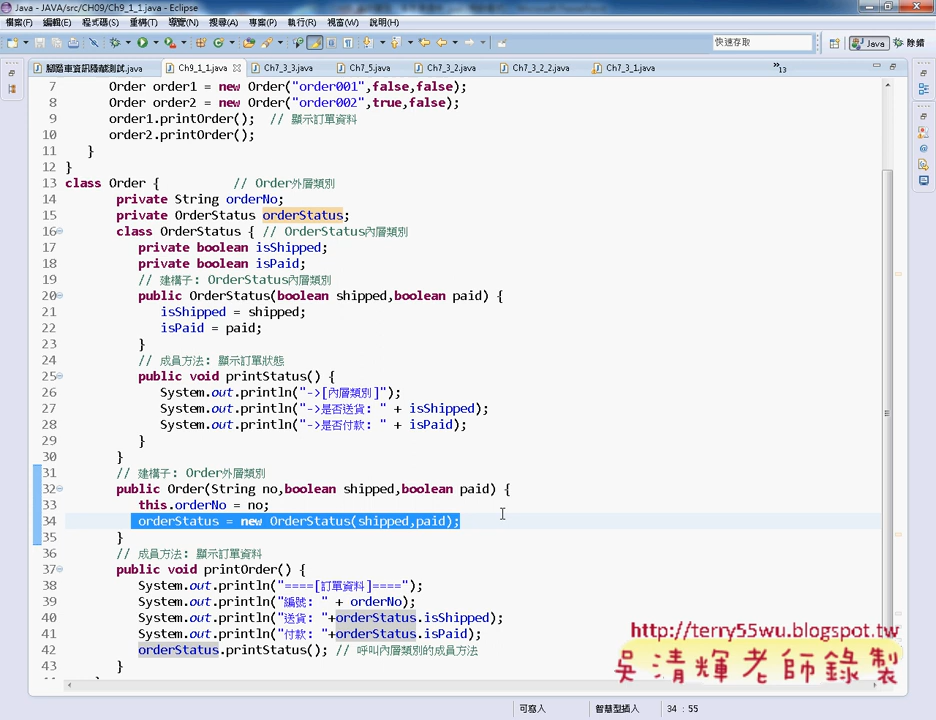 Java - JAVA/src/CH09/Ch9_1_1.java - Eclipse
檔案(F) 編輯(E) 程式碼(S) 重構(T) 導覽(N) 搜尋(A) 專案(P) 執行(R) 視窗(W) 說明(H)
快速存取 Java 除錯
Ch9_1_1.java Ch7_3_3.java Ch7_5.java Ch7_3_2.java Ch7_3_2_2.java Ch7_3_1.java »13
7 Order order1 = new Order("order001",false,false);
8 Order order2 = new Order("order002",true,false);
9 order1.printOrder(); // 顯示訂單資料
10 order2.printOrder();
11 }
12 }
13 class Order { // Order外層類別
14 private String orderNo;
15 private OrderStatus orderStatus;
16 class OrderStatus { // OrderStatus內層類別
17 private boolean isShipped;
18 private boolean isPaid;
19 // 建構子: OrderStatus內層類別
20 public OrderStatus(boolean shipped,boolean paid) {
21 isShipped = shipped;
22 isPaid = paid;
23 }
24 // 成員方法: 顯示訂單狀態
25 public void printStatus() {
26 System.out.println("->[內層類別]");
27 System.out.println("->是否送貨: " + isShipped);
28 System.out.println("->是否付款: " + isPaid);
29 }
30 }
31 // 建構子: Order外層類別
32 public Order(String no,boolean shipped,boolean paid) {
33 this.orderNo = no;
34 orderStatus = new OrderStatus(shipped,paid);
35 }
36 // 成員方法: 顯示訂單資料
37 public void printOrder() {
38 System.out.println("====[訂單資料]====");
39 System.out.println("編號: " + orderNo);
40 System.out.println("送貨: "+orderStatus.isShipped);
41 System.out.println("付款: "+orderStatus.isPaid);
42 orderStatus.printStatus(); // 呼叫內層類別的成員方法
43 }
http://terry55wu.blogspot.tw
吳清輝老師錄製
可寫入 智慧型插入 34 : 55